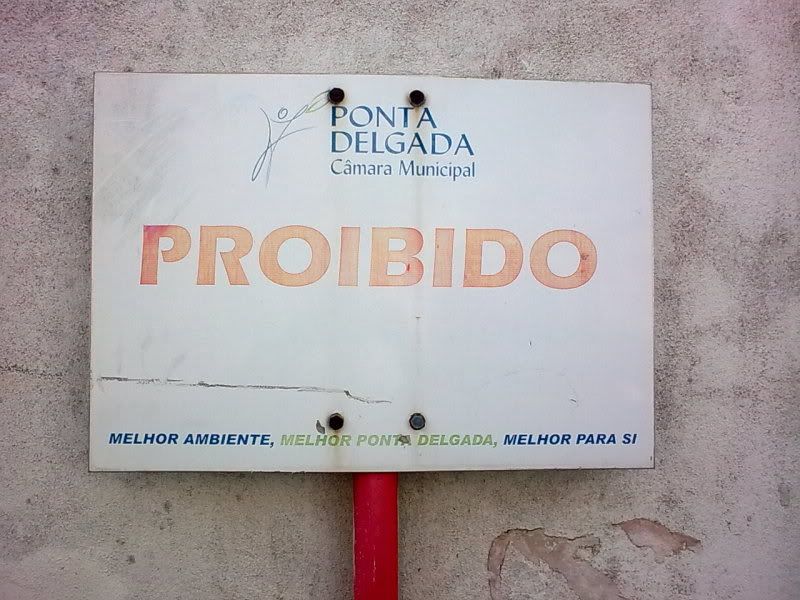 PONTA
DELGADA
Câmara Municipal
PROIBIDO
MELHOR AMBIENTE, MELHOR PONTA DELGADA, MELHOR PARA SI